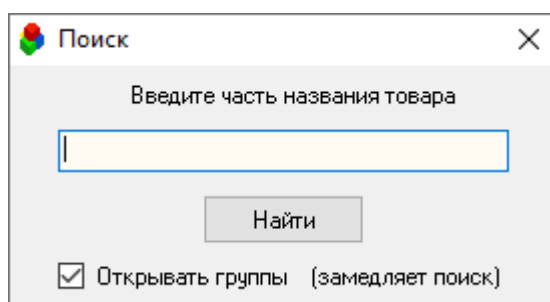 Поиск
Введите часть названия товара
Найти
Открывать группы (замедляет поиск)